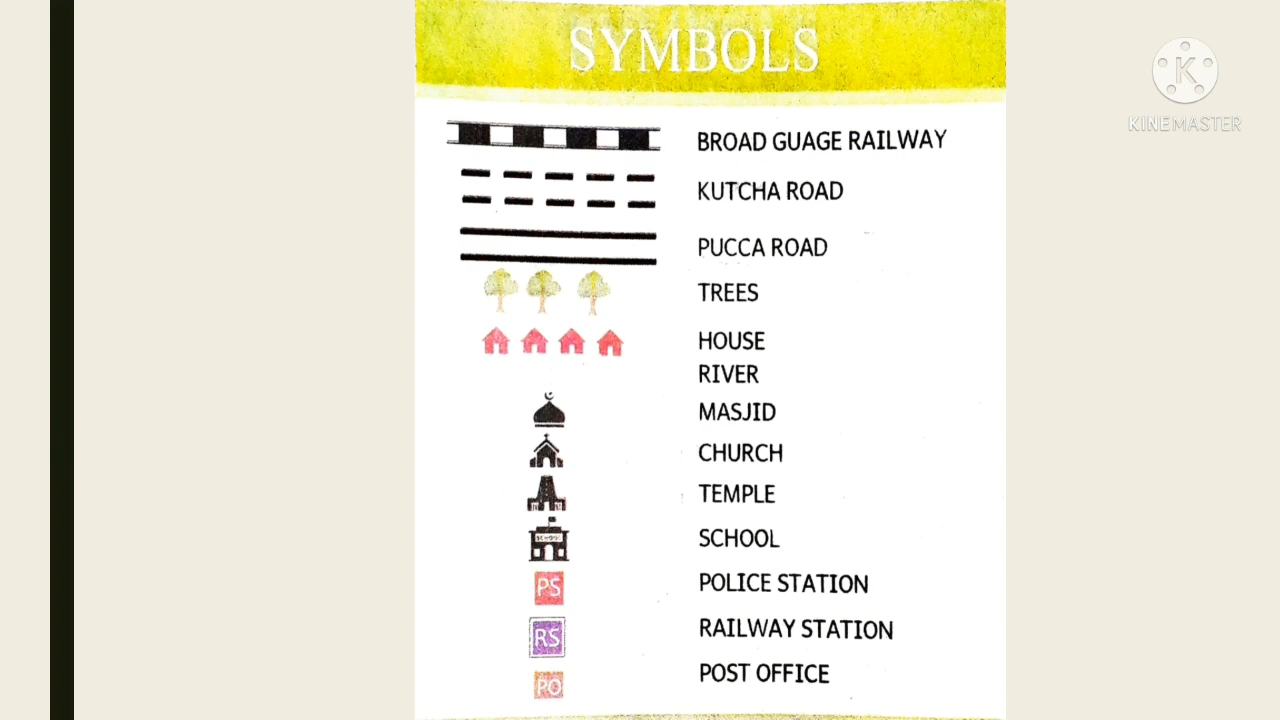 SYMBOLS
K
KINEMASTER
BROAD GUAGE RAILWAY
KUTCHA ROAD
PUCCA ROAD
TREES
HOUSE
RIVER
MASJID
CHURCH
TEMPLE
SCHOOL
PS POLICE STATION
RS RAILWAY STATION
PO POST OFFICE